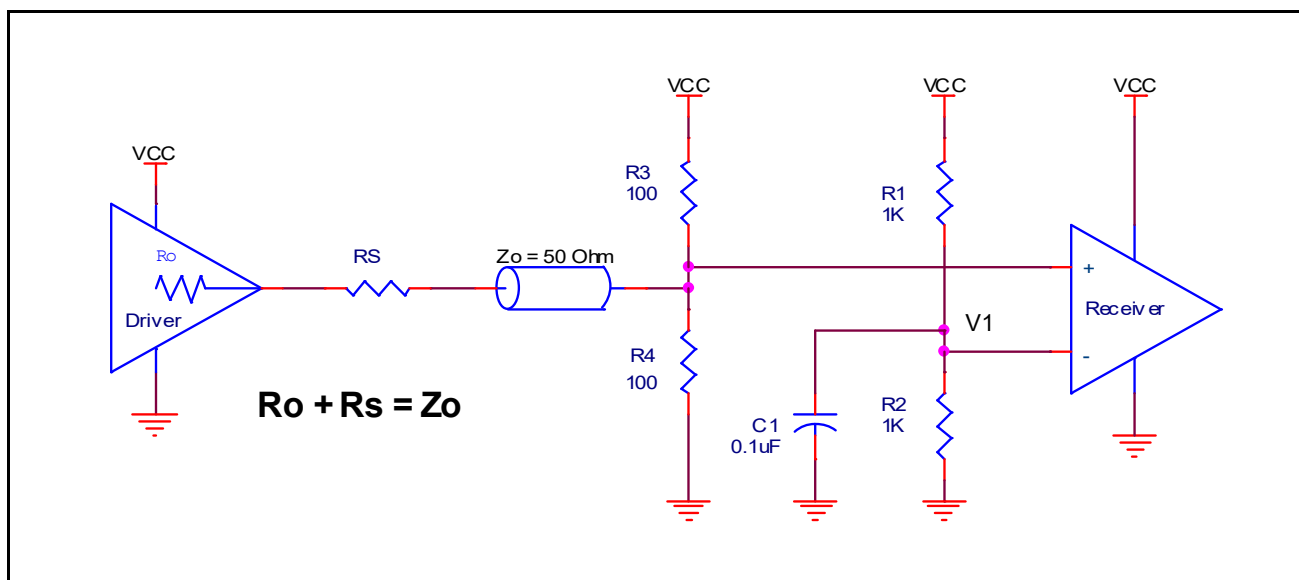 VCC
VCC
VCC
VCC
R3
100
R1
1K
Ro
RS
Zo = 50 Ohm
+
Driver
Receiver
V1
R4
100
-
Ro + Rs = Zo
C1
0.1uF
R2
1K